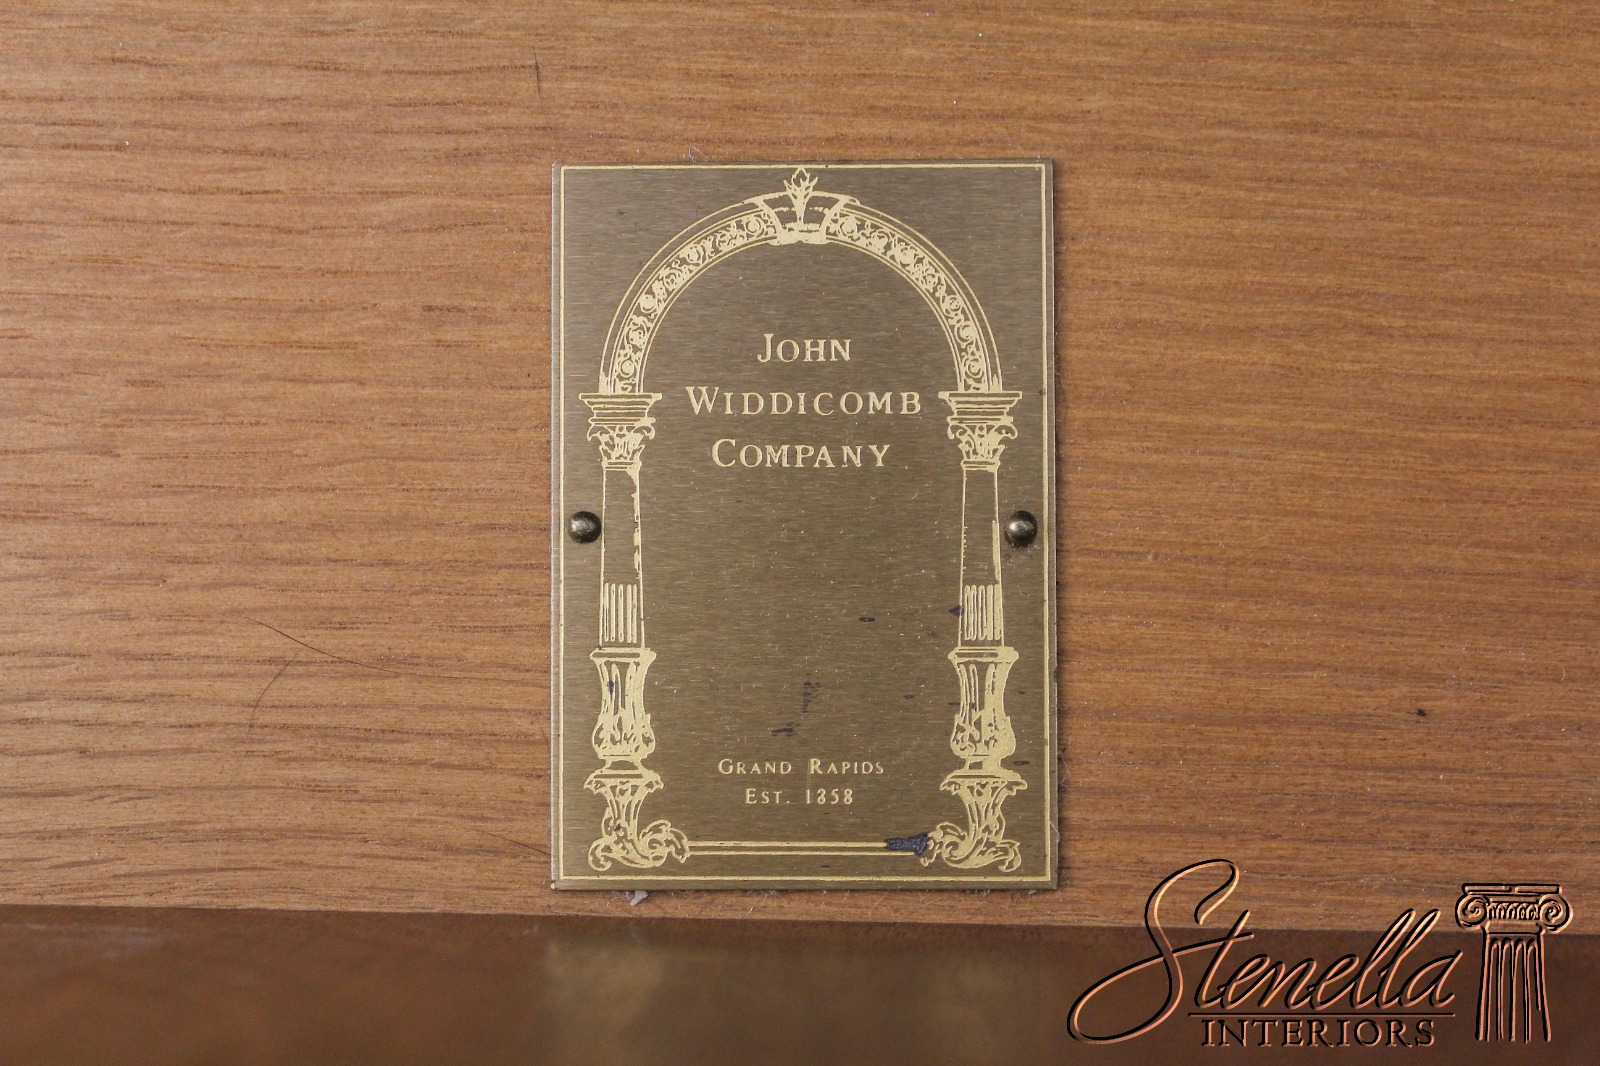 John
Widdicomb
Company
Grand Rapids
Est. 1858
Stenella
INTERIORS